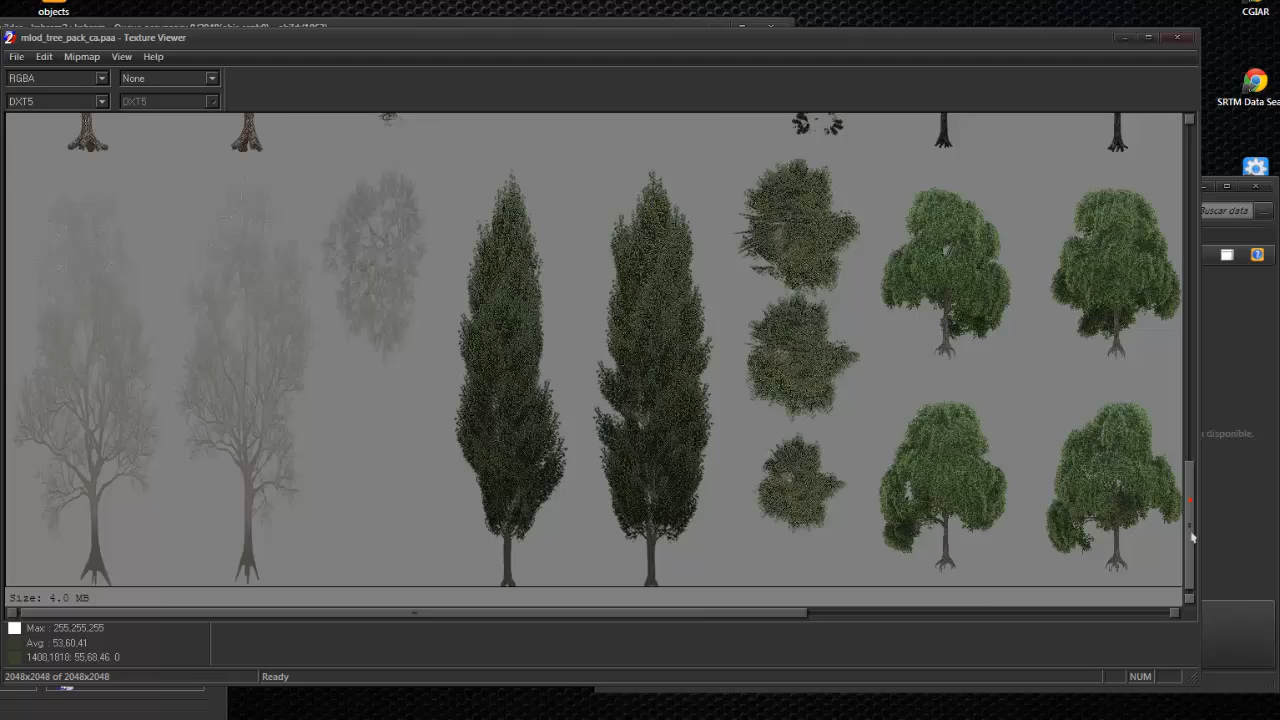 objects
CGIAR
mlod_tree_pack_ca.paa - Texture Viewer
File Edit Mipmap View Help
RGBA None
DXT5 DXT5
SRTM Data Sea
Buscar data
disponible.
Size: 4.0 MB
Max : 255,255,255
Avg : 53,60,41
1408,1818: 55,68,46 0
2048x2048 of 2048x2048 Ready NUM